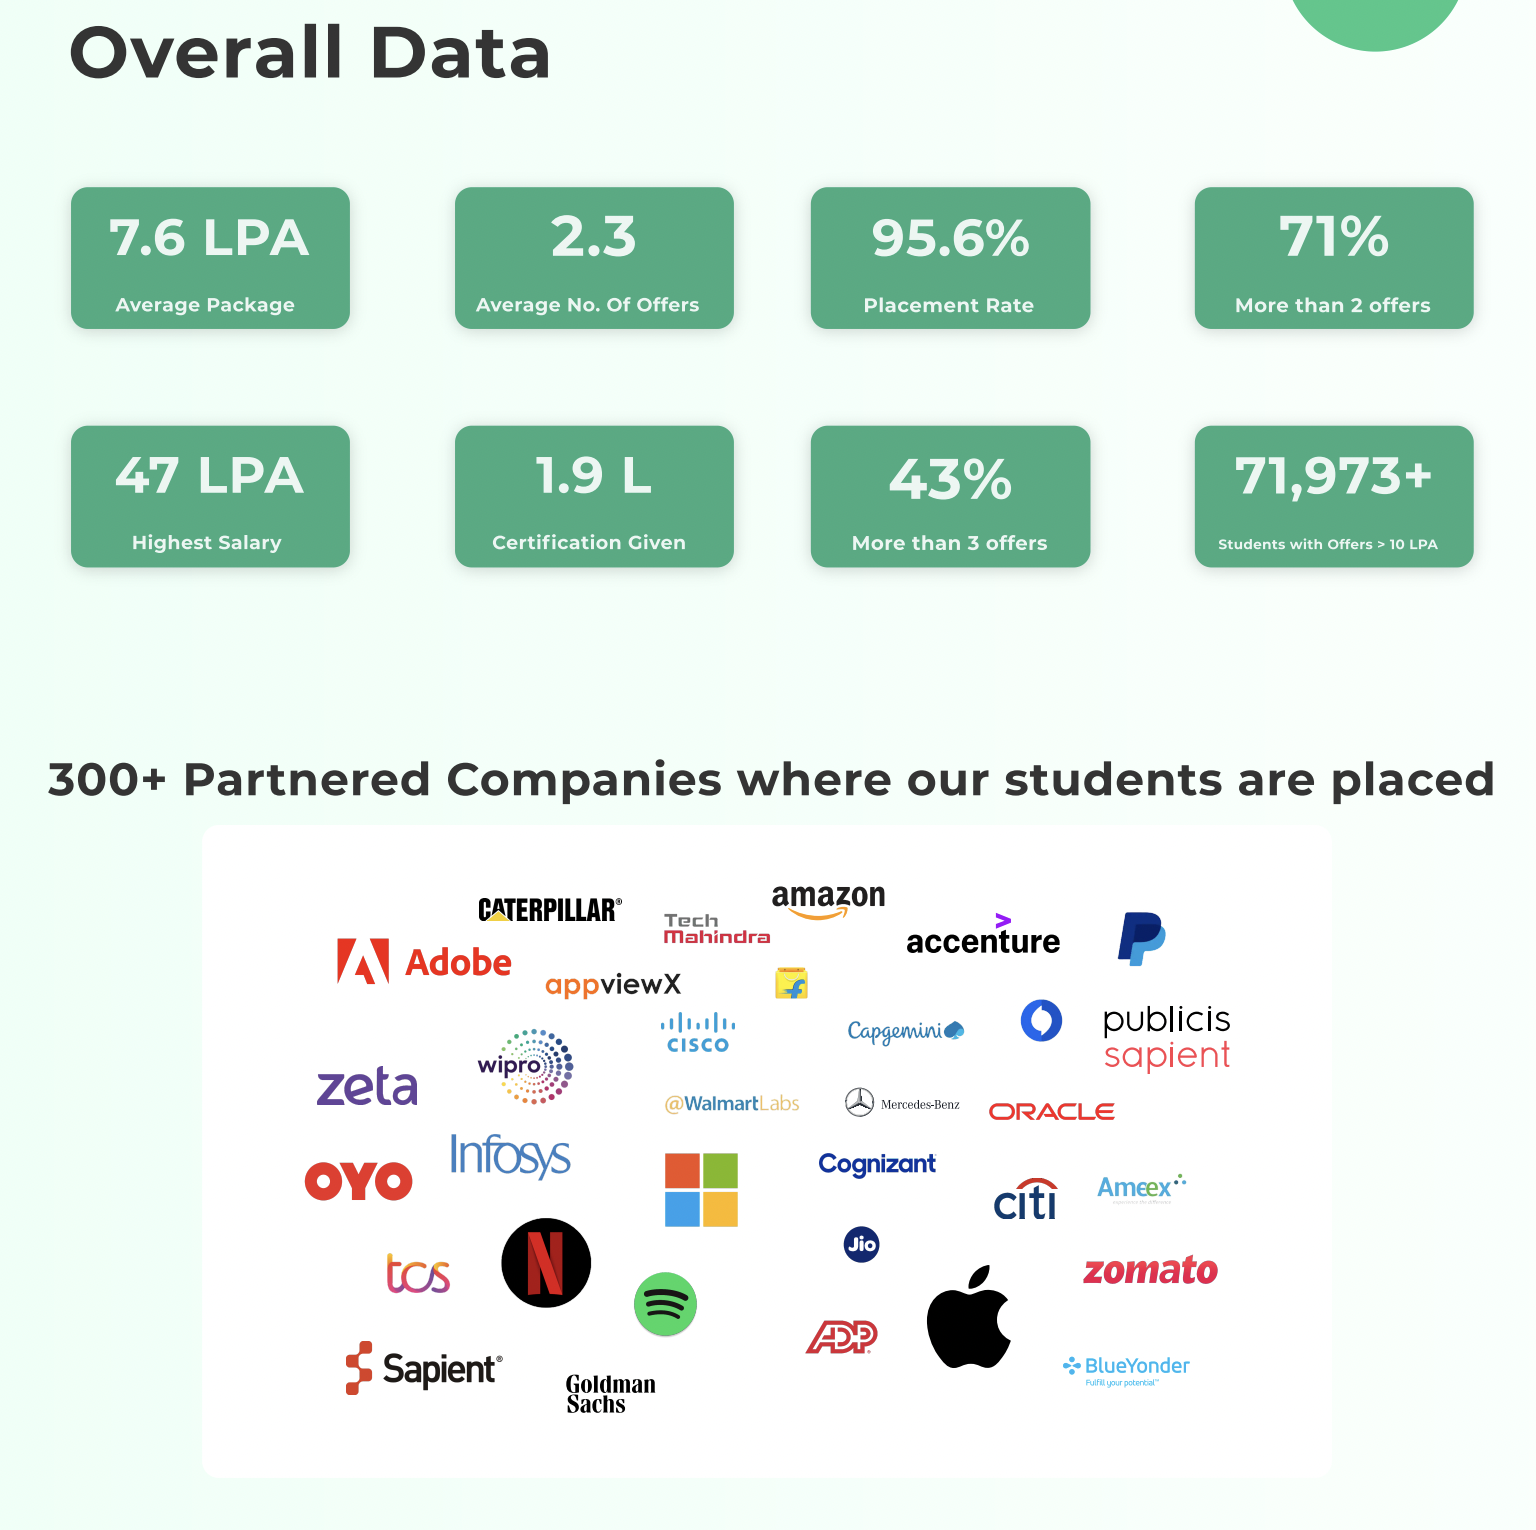 Overall Data
7.6 LPA
Average Package
2.3
Average No. Of Offers
95.6%
Placement Rate
71%
More than 2 offers
47 LPA
Highest Salary
1.9 L
Certification Given
43%
More than 3 offers
71,973+
Students with Offers > 10 LPA
300+ Partnered Companies where our students are placed
CATERPILLAR®
Tech
Mahindra
amazon
accenture
Adobe
appviewX
CISCO
Capgemini
publicis
sapient
zeta
wipro
@WalmartLabs
Mercedes-Benz
ORACLE
OYO
Infosys
Cognizant
citi
Ameex
tcs
N
Jio
zomato
ADP
Sapient®
Goldman
Sachs
BlueYonder
Fulfill your potential™